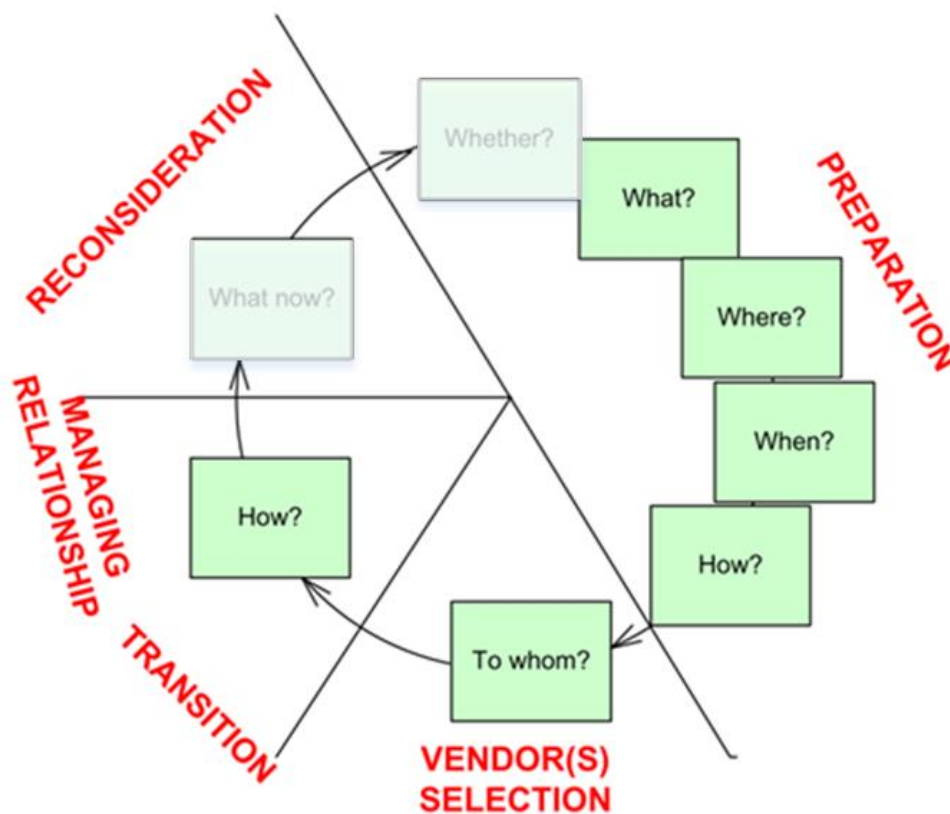 RECONSIDERATION
Whether?
What?
PREPARATION
Where?
What now?
When?
MANAGING
RELATIONSHIP
How?
How?
To whom?
TRANSITION
VENDOR(S)
SELECTION